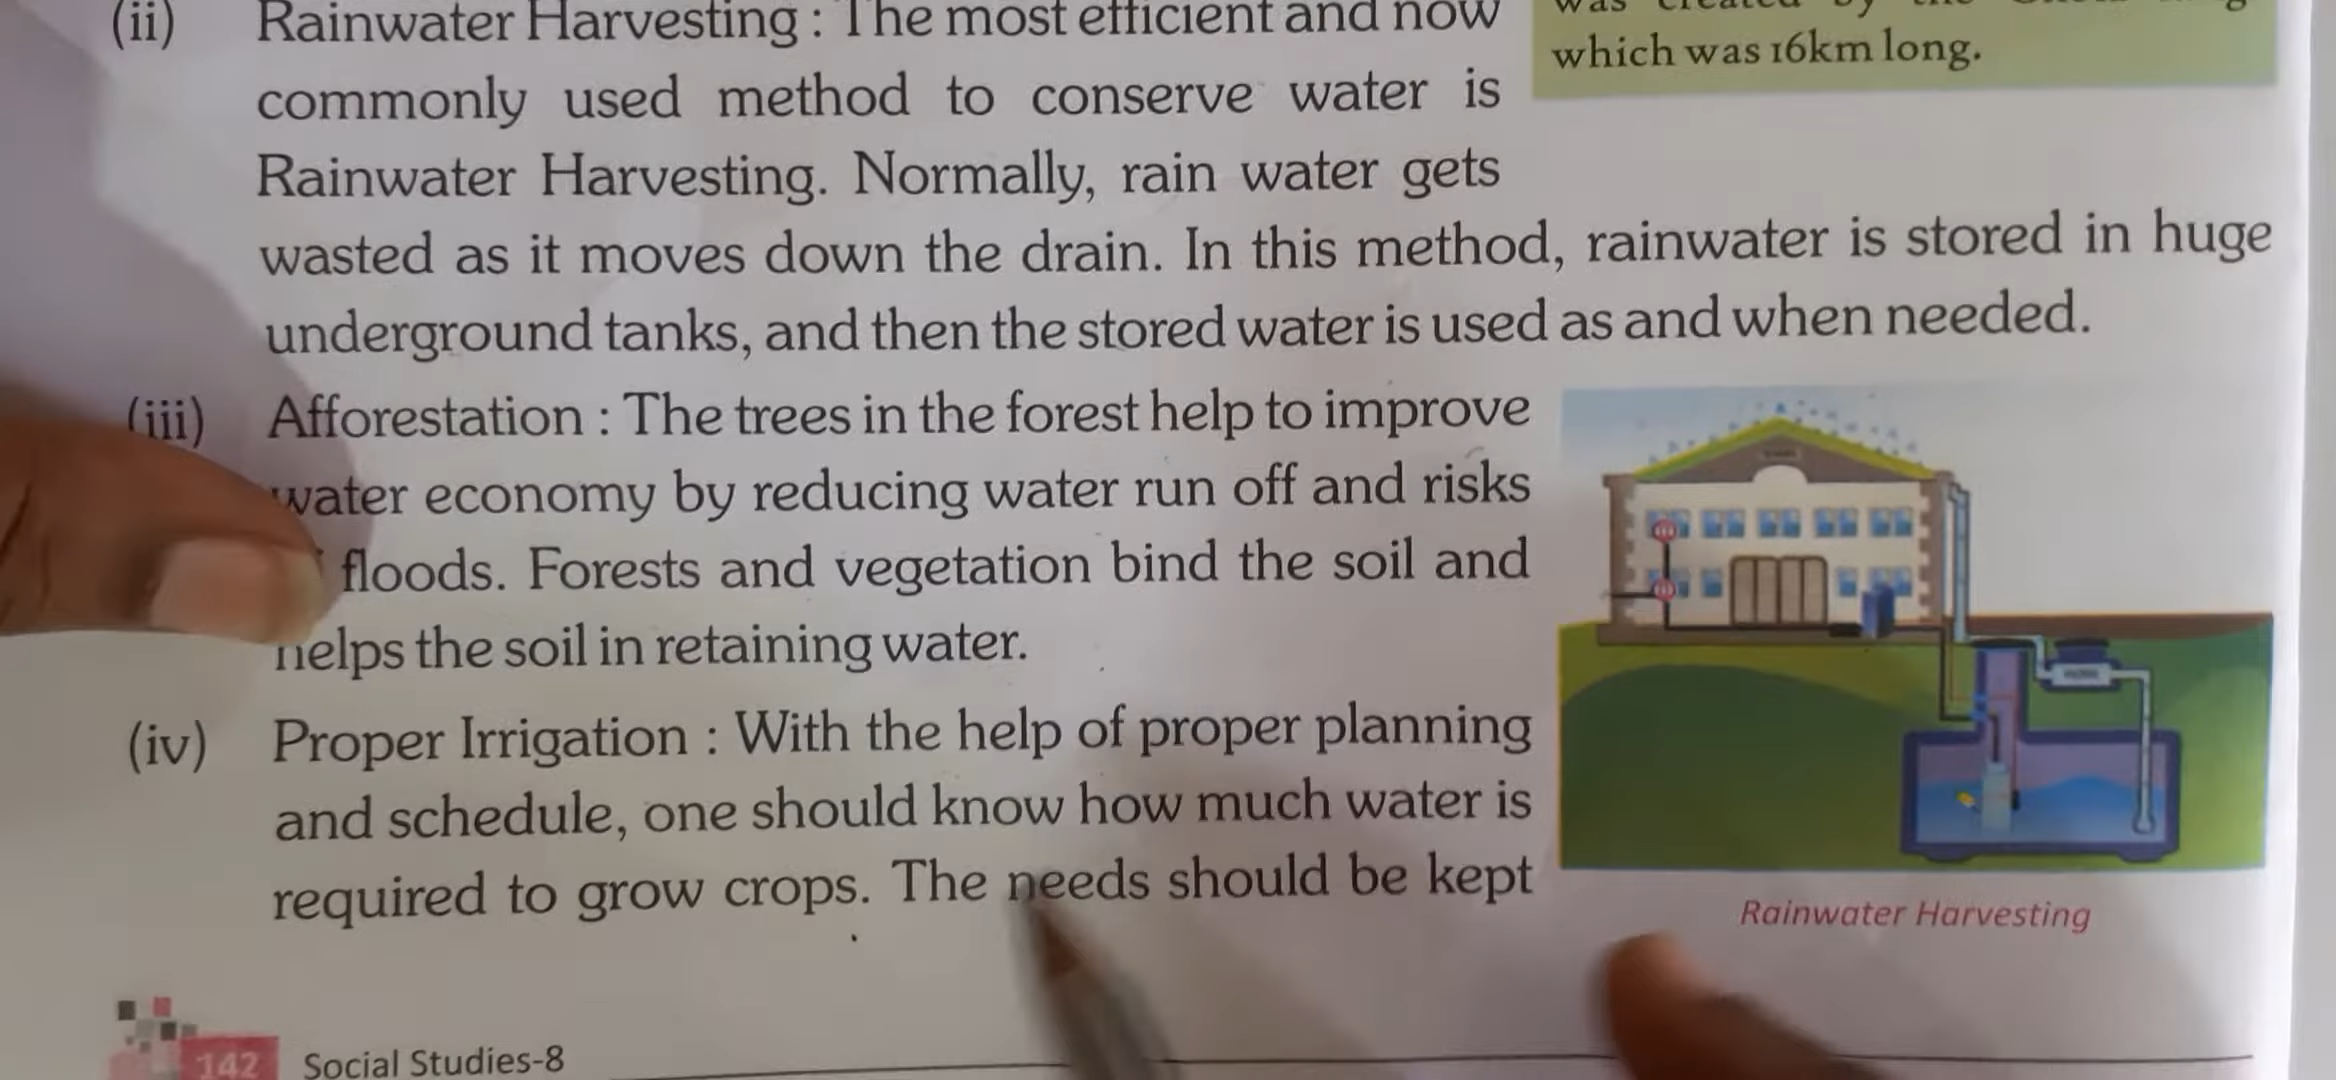 (ii) Rainwater Harvesting : The most efficient and now
commonly used method to conserve water is
Rainwater Harvesting. Normally, rain water gets
wasted as it moves down the drain. In this method, rainwater is stored in huge
underground tanks, and then the stored water is used as and when needed.
which was 16km long.
(iii) Afforestation : The trees in the forest help to improve
water economy by reducing water run off and risks
floods. Forests and vegetation bind the soil and
helps the soil in retaining water.
(iv) Proper Irrigation : With the help of proper planning
and schedule, one should know how much water is
required to grow crops. The needs should be kept
Rainwater Harvesting
142 Social Studies-8